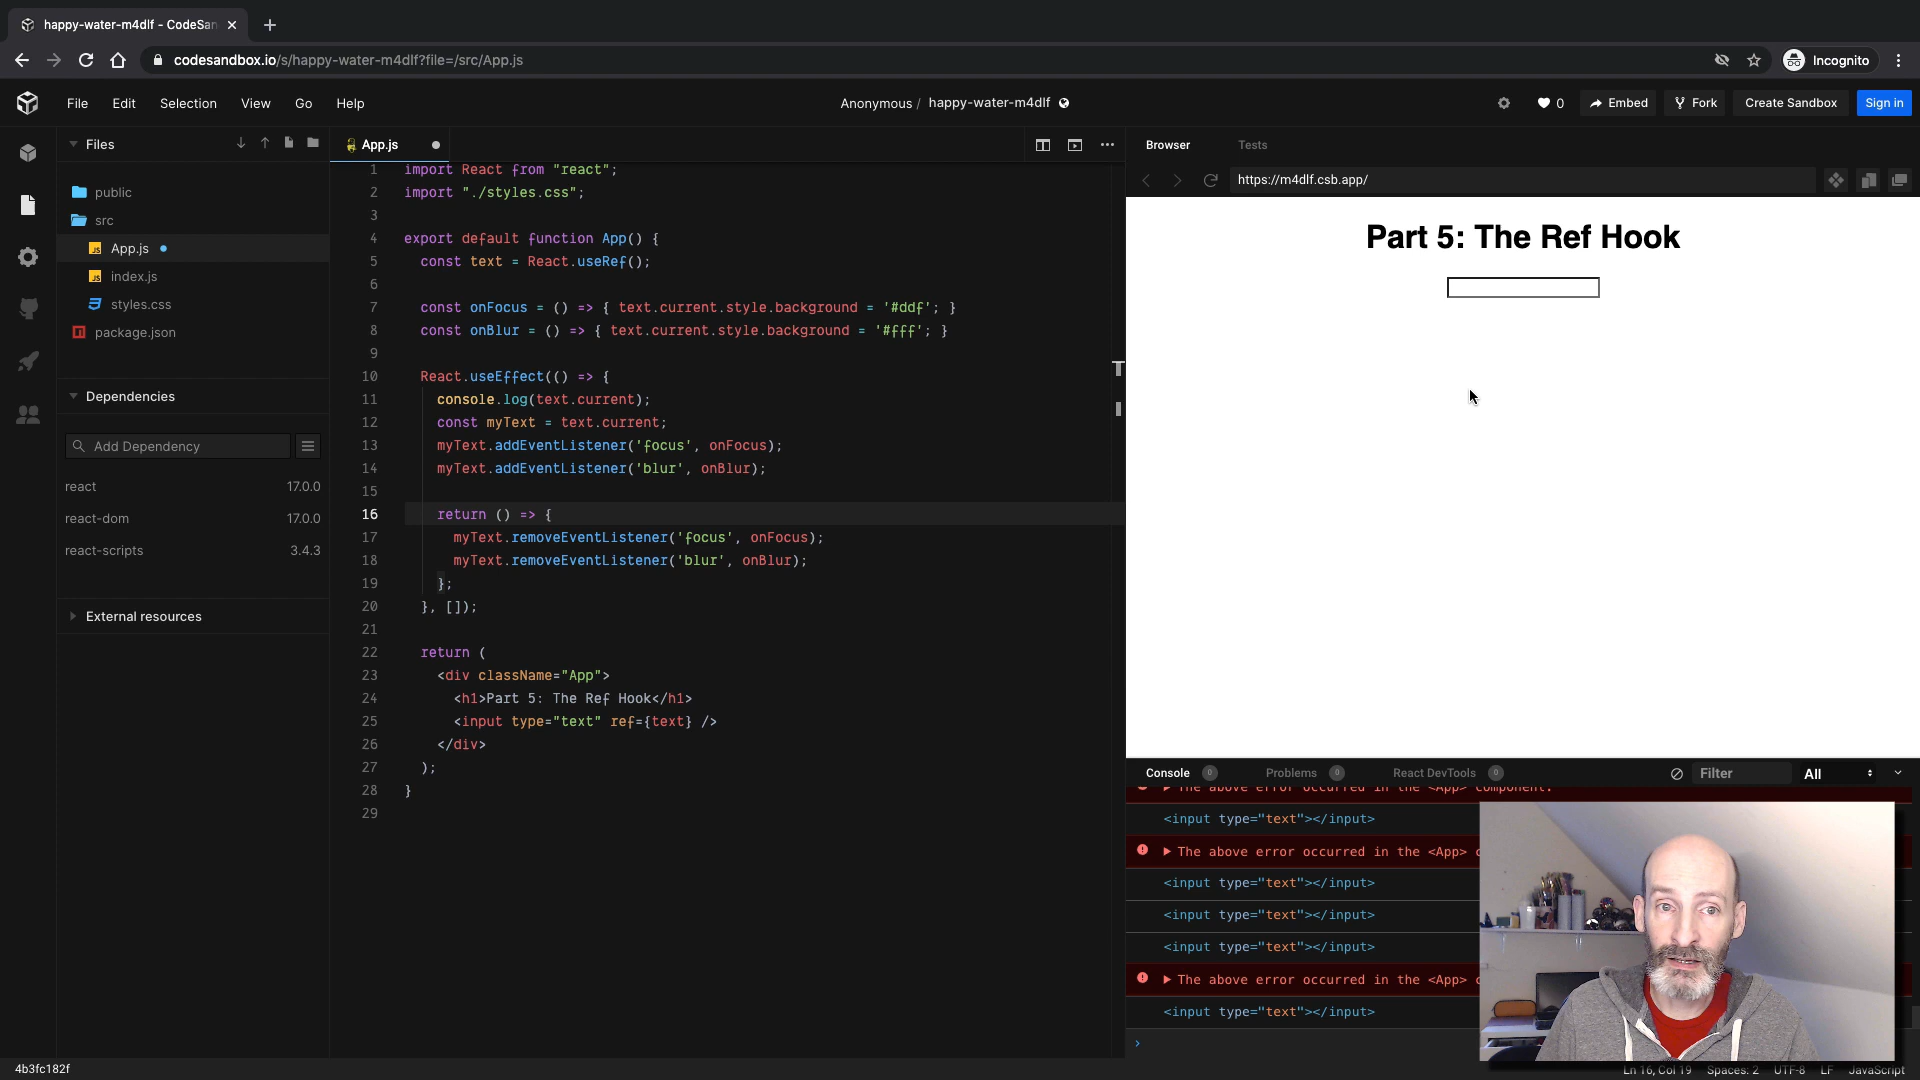 happy-water-m4dlf - CodeSan
codesandbox.io/s/happy-water-m4dlf?file=/src/App.js
Incognito
File Edit Selection View Go Help
Anonymous / happy-water-m4dlf
0 Embed Fork Create Sandbox Sign in
Files
public
src
App.js
index.js
styles.css
package.json
Dependencies
Add Dependency
react 17.0.0
react-dom 17.0.0
react-scripts 3.4.3
External resources
App.js
1 import React from "react";
2 import "./styles.css";
3
4 export default function App() {
5 const text = React.useRef();
6
7 const onFocus = () => { text.current.style.background = '#ddf'; }
8 const onBlur = () => { text.current.style.background = '#fff'; }
9
10 React.useEffect(() => {
11 console.log(text.current);
12 const myText = text.current;
13 myText.addEventListener('focus', onFocus);
14 myText.addEventListener('blur', onBlur);
15
16 return () => {
17 myText.removeEventListener('focus', onFocus);
18 myText.removeEventListener('blur', onBlur);
19 };
20 }, []);
21
22 return (
23 <div className="App">
24 <h1>Part 5: The Ref Hook</h1>
25 <input type="text" ref={text} />
26 </div>
27 );
28 }
29
Browser Tests
https://m4dlf.csb.app/
Part 5: The Ref Hook
Console 0 Problems 0 React DevTools 0 Filter All
The above error occurred in the <App> component:
<input type="text"></input>
The above error occurred in the <App> c
<input type="text"></input>
<input type="text"></input>
<input type="text"></input>
The above error occurred in the <App> c
<input type="text"></input>
4b3fc182f
Ln 16, Col 19 Spaces: 2 UTF-8 LF JavaScript